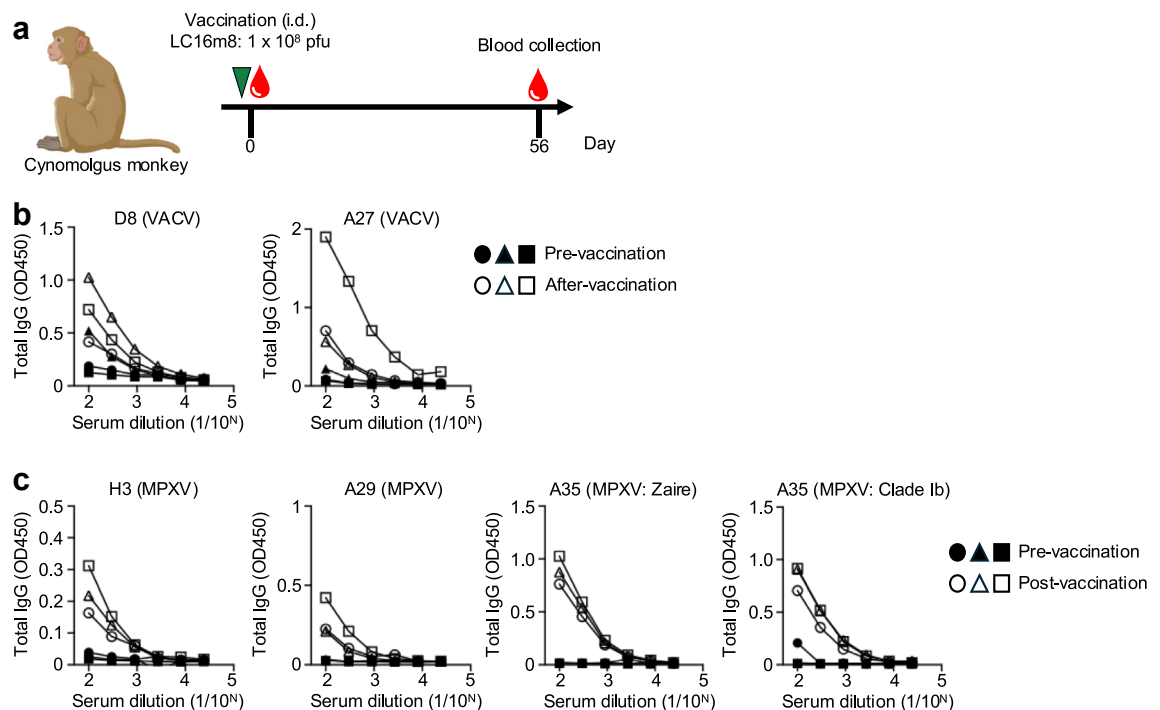 a
Vaccination (i.d.)
LC16m8: 1 x 10⁸ pfu
Blood collection
0
56
Day
Cynomolgus monkey
b
D8 (VACV)
Total IgG (OD450)
1.5
1.0
0.5
0
2 3 4 5
Serum dilution (1/10ᴺ)
A27 (VACV)
Total IgG (OD450)
2
1
0
2 3 4 5
Serum dilution (1/10ᴺ)
Pre-vaccination
After-vaccination
c
H3 (MPXV)
Total IgG (OD450)
0.5
0.4
0.3
0.2
0.1
0
2 3 4 5
Serum dilution (1/10ᴺ)
A29 (MPXV)
Total IgG (OD450)
1
0.5
0
2 3 4 5
Serum dilution (1/10ᴺ)
A35 (MPXV: Zaire)
Total IgG (OD450)
1.5
1.0
0.5
0
2 3 4 5
Serum dilution (1/10ᴺ)
A35 (MPXV: Clade Ib)
Total IgG (OD450)
1.5
1.0
0.5
0
2 3 4 5
Serum dilution (1/10ᴺ)
Pre-vaccination
Post-vaccination